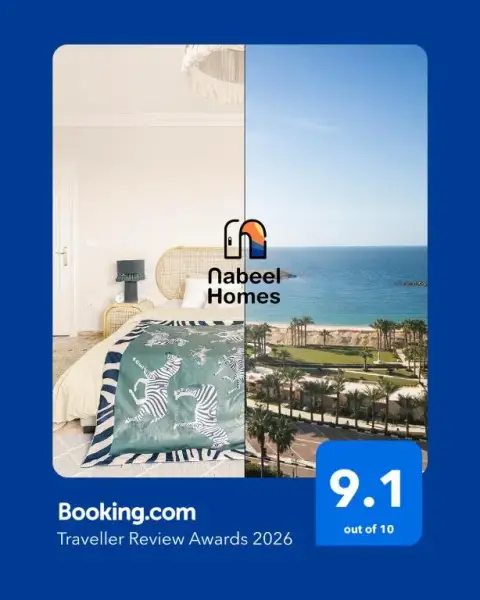 nabeel
Homes
Booking.com
Traveller Review Awards 2026
9.1
out of 10